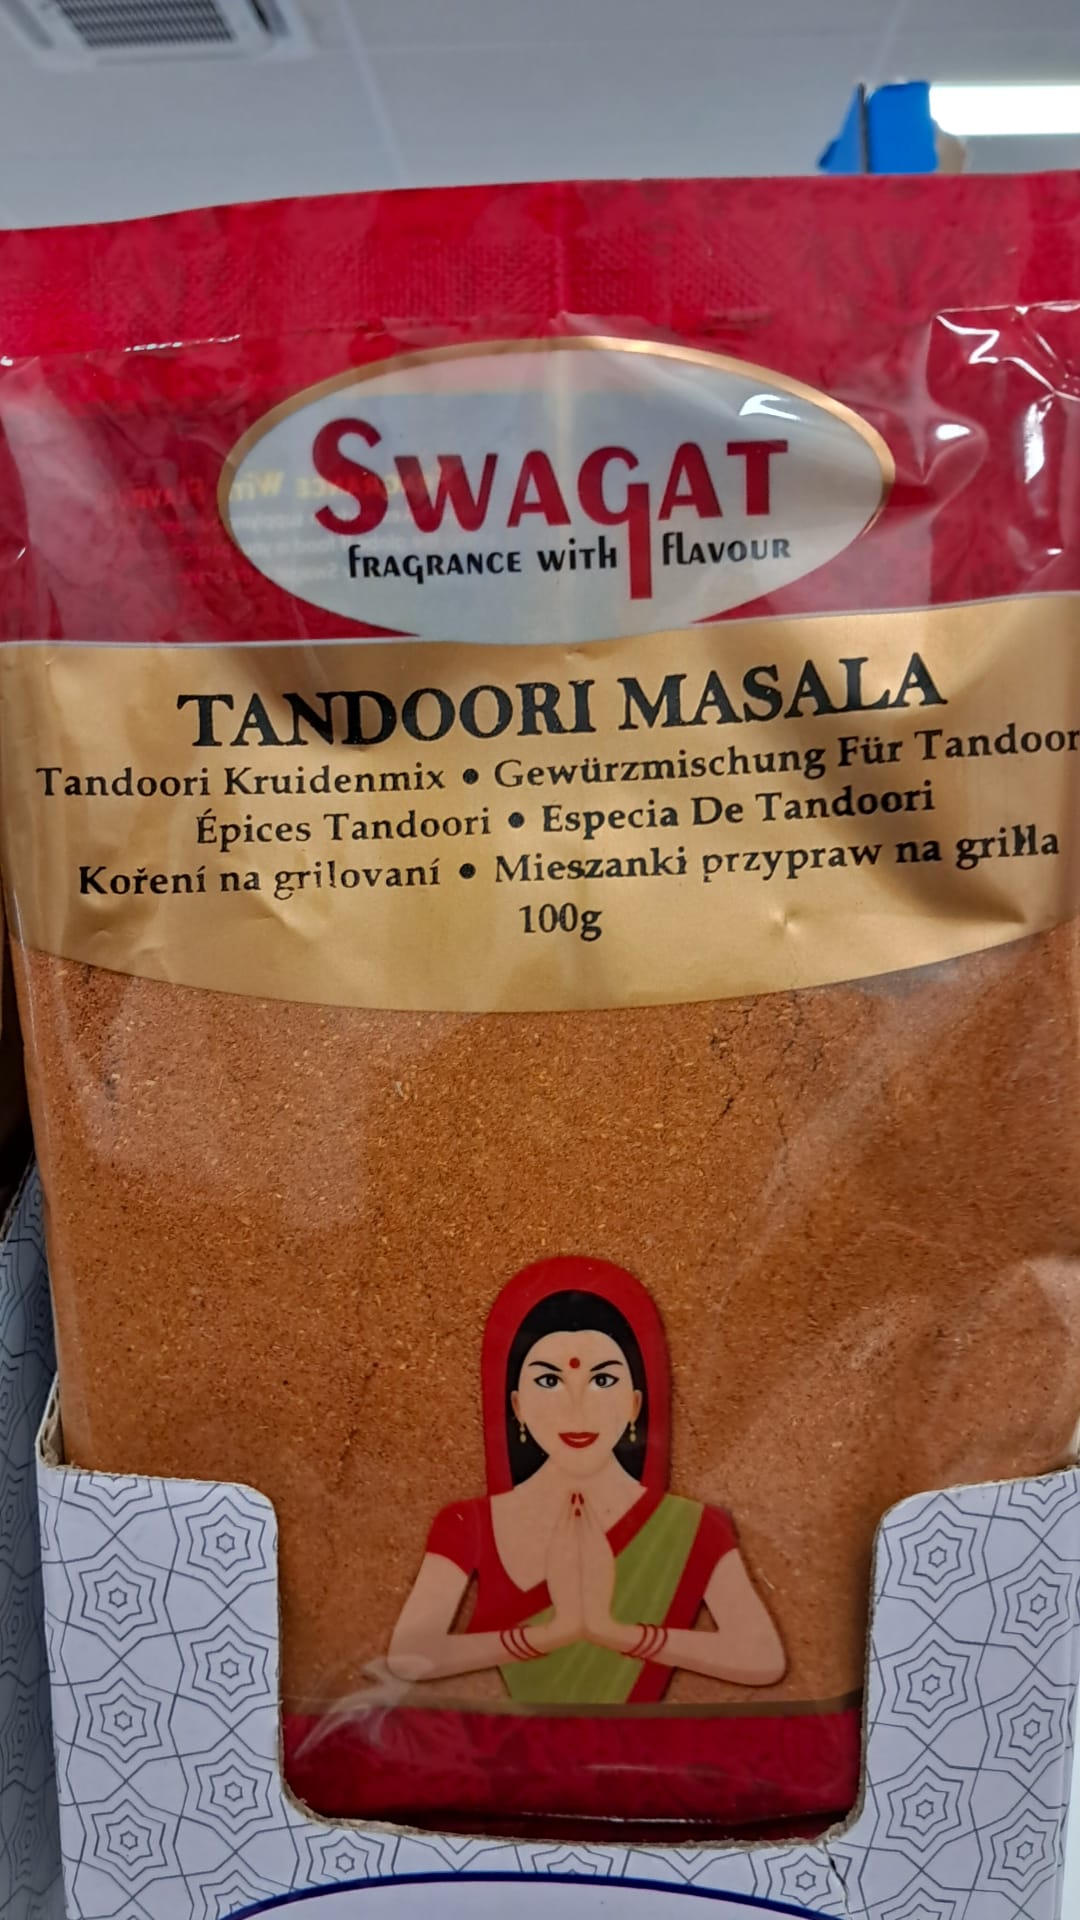 SWAGAT
FRAGRANCE WITH FLAVOUR
TANDOORI MASALA
Tandoori Kruidenmix • Gewürzmischung Für Tandoor
Épices Tandoori • Especia De Tandoori
Koření na grilovaní • Mieszanki przypraw na grilla
100g